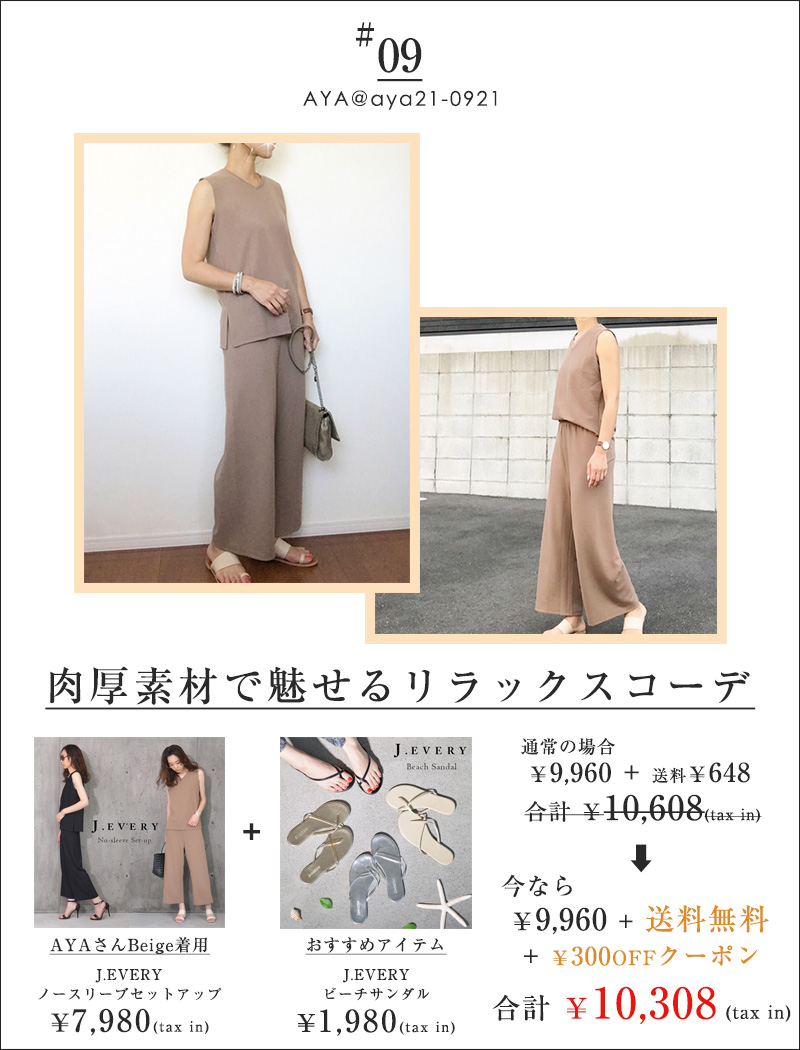 #09
AYA@aya21-0921
肉厚素材で魅せるリラックスコーデ
J.EVERY
No-sleeve Set-up
AYAさんBeige着用
J.EVERY
ノースリーブセットアップ
¥7,980(tax in)
+
J.EVERY
Beach Sandal
おすすめアイテム
J.EVERY
ビーチサンダル
¥1,980(tax in)
通常の場合
¥9,960 + 送料¥648
合計 ¥10,608(tax in)
今なら
¥9,960 + 送料無料
+ ¥300OFFクーポン
合計 ¥10,308(tax in)